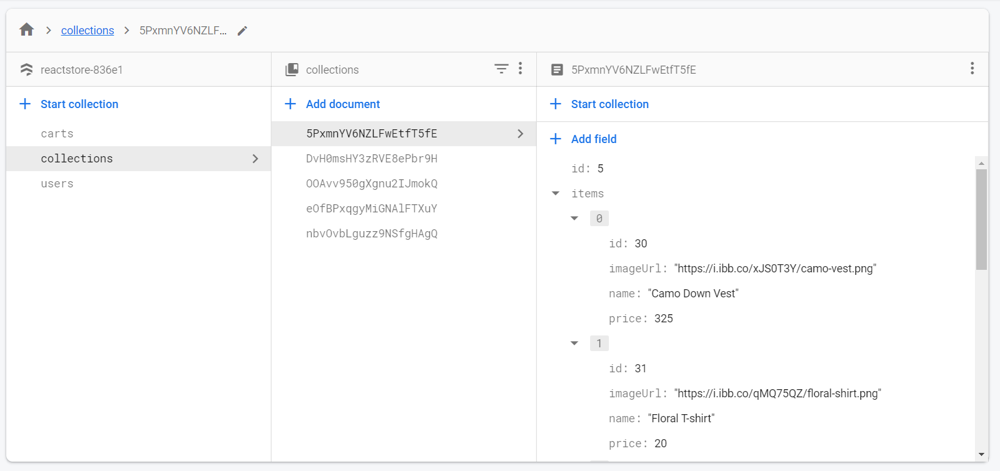 collections 5PxmnYV6NZLF...
reactstore-836e1
Start collection
carts
collections
users
collections
Add document
5PxmnYV6NZLFwEtfT5fE
DvH0msHY3zRVE8ePbr9H
OOAvv950gXgnu2IJmokQ
eOfBPxqgyMiGNAlFTXuY
nbvOvbLguzz9NSfgHAgQ
5PxmnYV6NZLFwEtfT5fE
Start collection
Add field
id: 5
items
0
id: 30
imageUrl: "https://i.ibb.co/xJS0T3Y/camo-vest.png"
name: "Camo Down Vest"
price: 325
1
id: 31
imageUrl: "https://i.ibb.co/qMQ75QZ/floral-shirt.png"
name: "Floral T-shirt"
price: 20